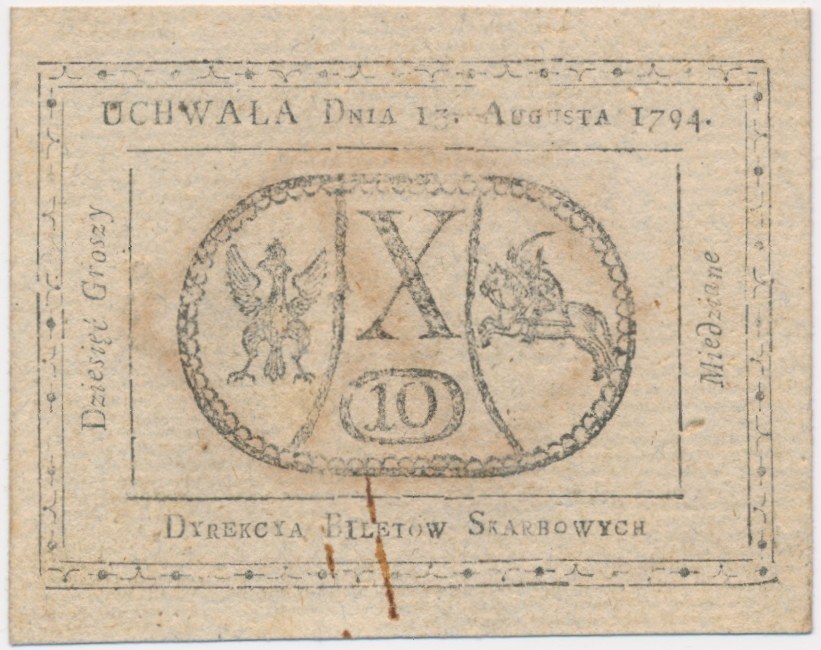 UCHWAŁA DNIA 13. AUGUSTA 1794.
Dziesięć Groszy
X
10
Miedziane
DYREKCYA BILETOW SKARBOWYCH